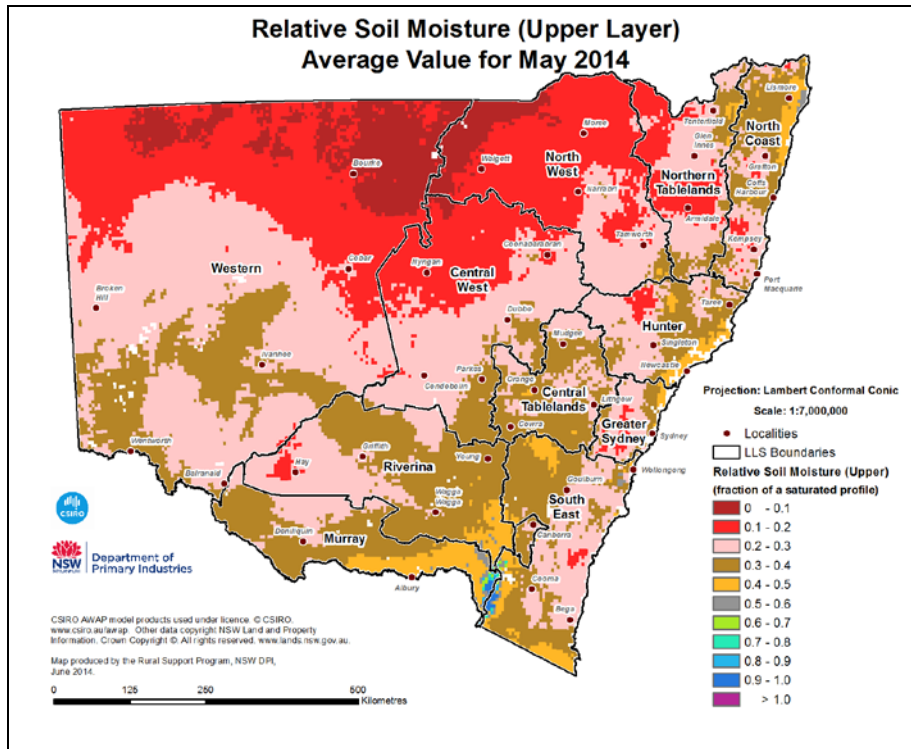 Relative Soil Moisture (Upper Layer)
Average Value for May 2014
Lismore
Tenterfield
North
Coast
Glen
Innes
Moree
Grafton
Bourke
Walgett
North
West
Northern
Tablelands
Coffs
Harbour
Narrabri
Armidale
Kempsey
Tamworth
Coonabarabran
Western
Cobar
Nyngan
Central
West
Port
Macquarie
Broken
Hill
Taree
Dubbo
Hunter
Mudgee
Singleton
Ivanhoe
Newcastle
Parkes
Condobolin
Orange
Central
Tablelands
Lithgow
Cowra
Greater
Sydney
Sydney
Wentworth
Griffith
Riverina
Young
Hay
Balranald
Wollongong
Goulburn
South
East
Wagga
Wagga
Deniliquin
Murray
Canberra
Albury
Cooma
Bega
Projection: Lambert Conformal Conic
Scale: 1:7,000,000
Localities
LLS Boundaries
Relative Soil Moisture (Upper)
(fraction of a saturated profile)
0 - 0.1
0.1 - 0.2
0.2 - 0.3
0.3 - 0.4
0.4 - 0.5
0.5 - 0.6
0.6 - 0.7
0.7 - 0.8
0.8 - 0.9
0.9 - 1.0
> 1.0
CSIRO
NSW
Department of
Primary Industries
CSIRO AWAP model products used under licence. © CSIRO.
www.csiro.au/awap. Other data copyright NSW Land and Property
Information. Crown Copyright ©. All rights reserved. www.lands.nsw.gov.au.
Map produced by the Rural Support Program, NSW DPI,
June 2014.
0 125 250 500
Kilometres